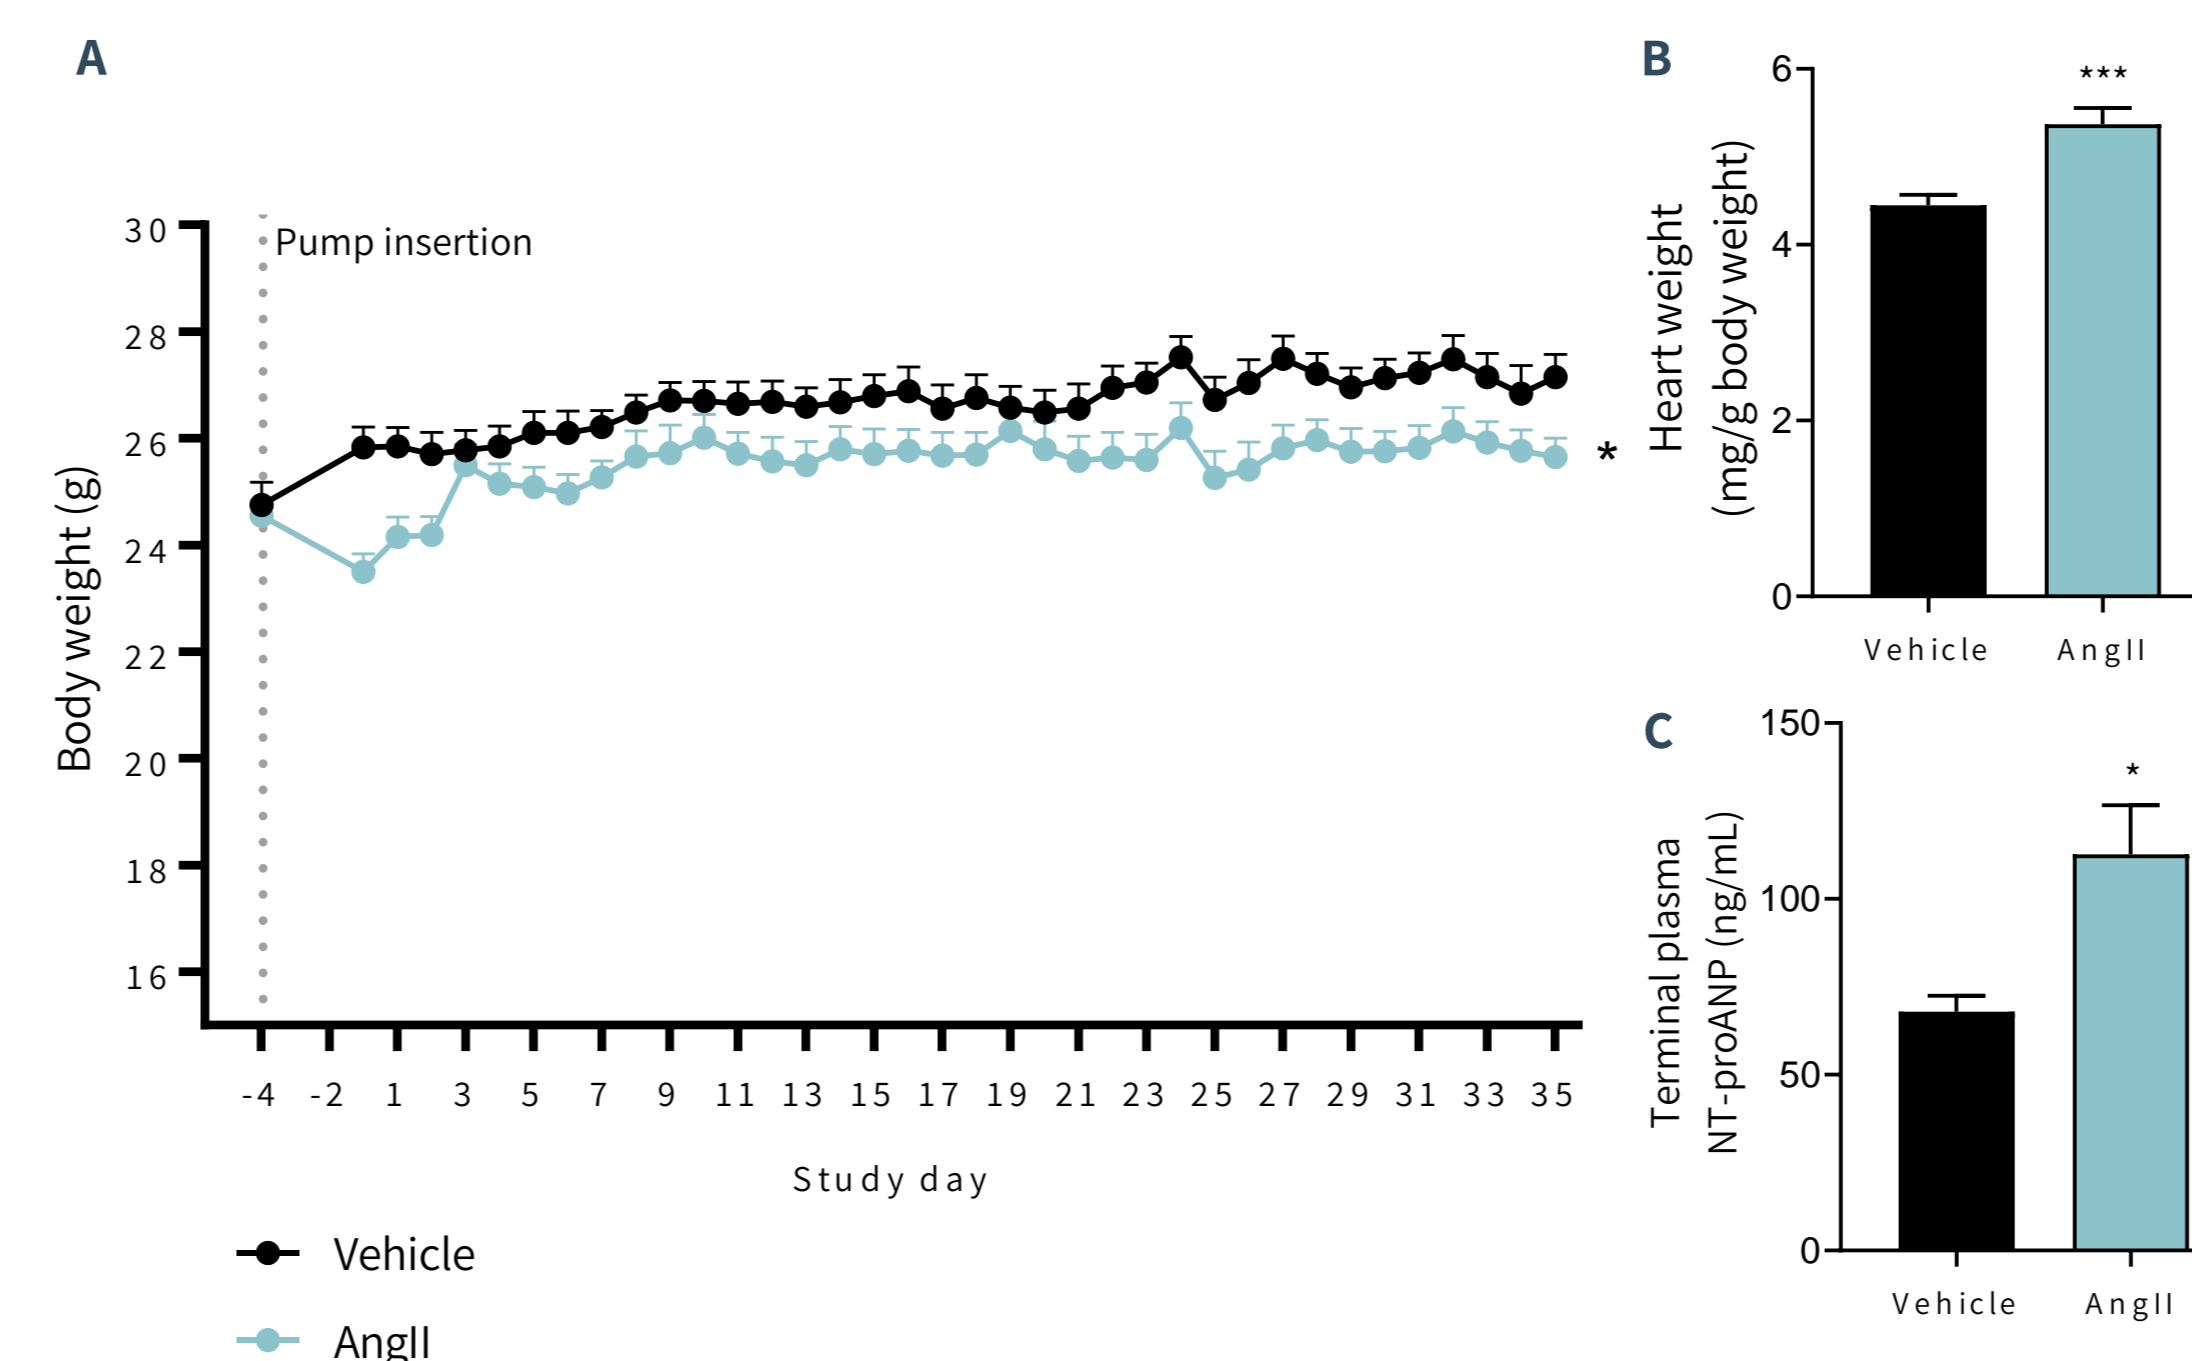 A
30
Pump insertion
28
26
24
22
20
18
16
Body weight (g)
-4 -2 1 3 5 7 9 11 13 15 17 19 21 23 25 27 29 31 33 35
Study day
*
Vehicle
AngII
B
***
6
4
2
0
Heart weight
(mg/g body weight)
Vehicle AngII
C
*
150
100
50
0
Terminal plasma
NT-proANP (ng/mL)
Vehicle AngII